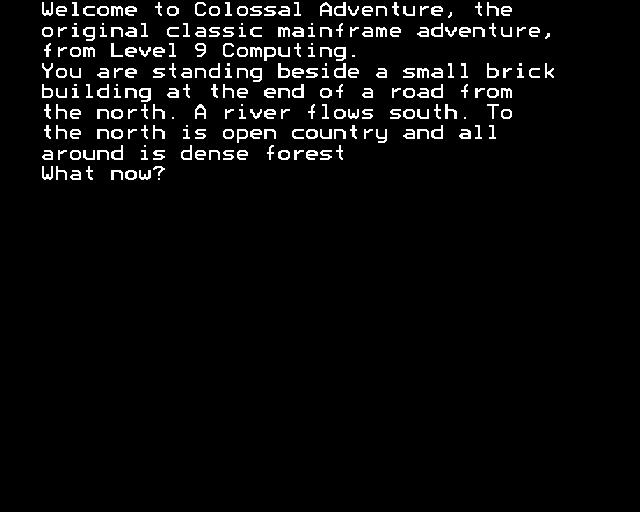 Welcome to Colossal Adventure, the
original classic mainframe adventure,
from Level 9 Computing.
You are standing beside a small brick
building at the end of a road from
the north. A river flows south. To
the north is open country and all
around is dense forest
What now?